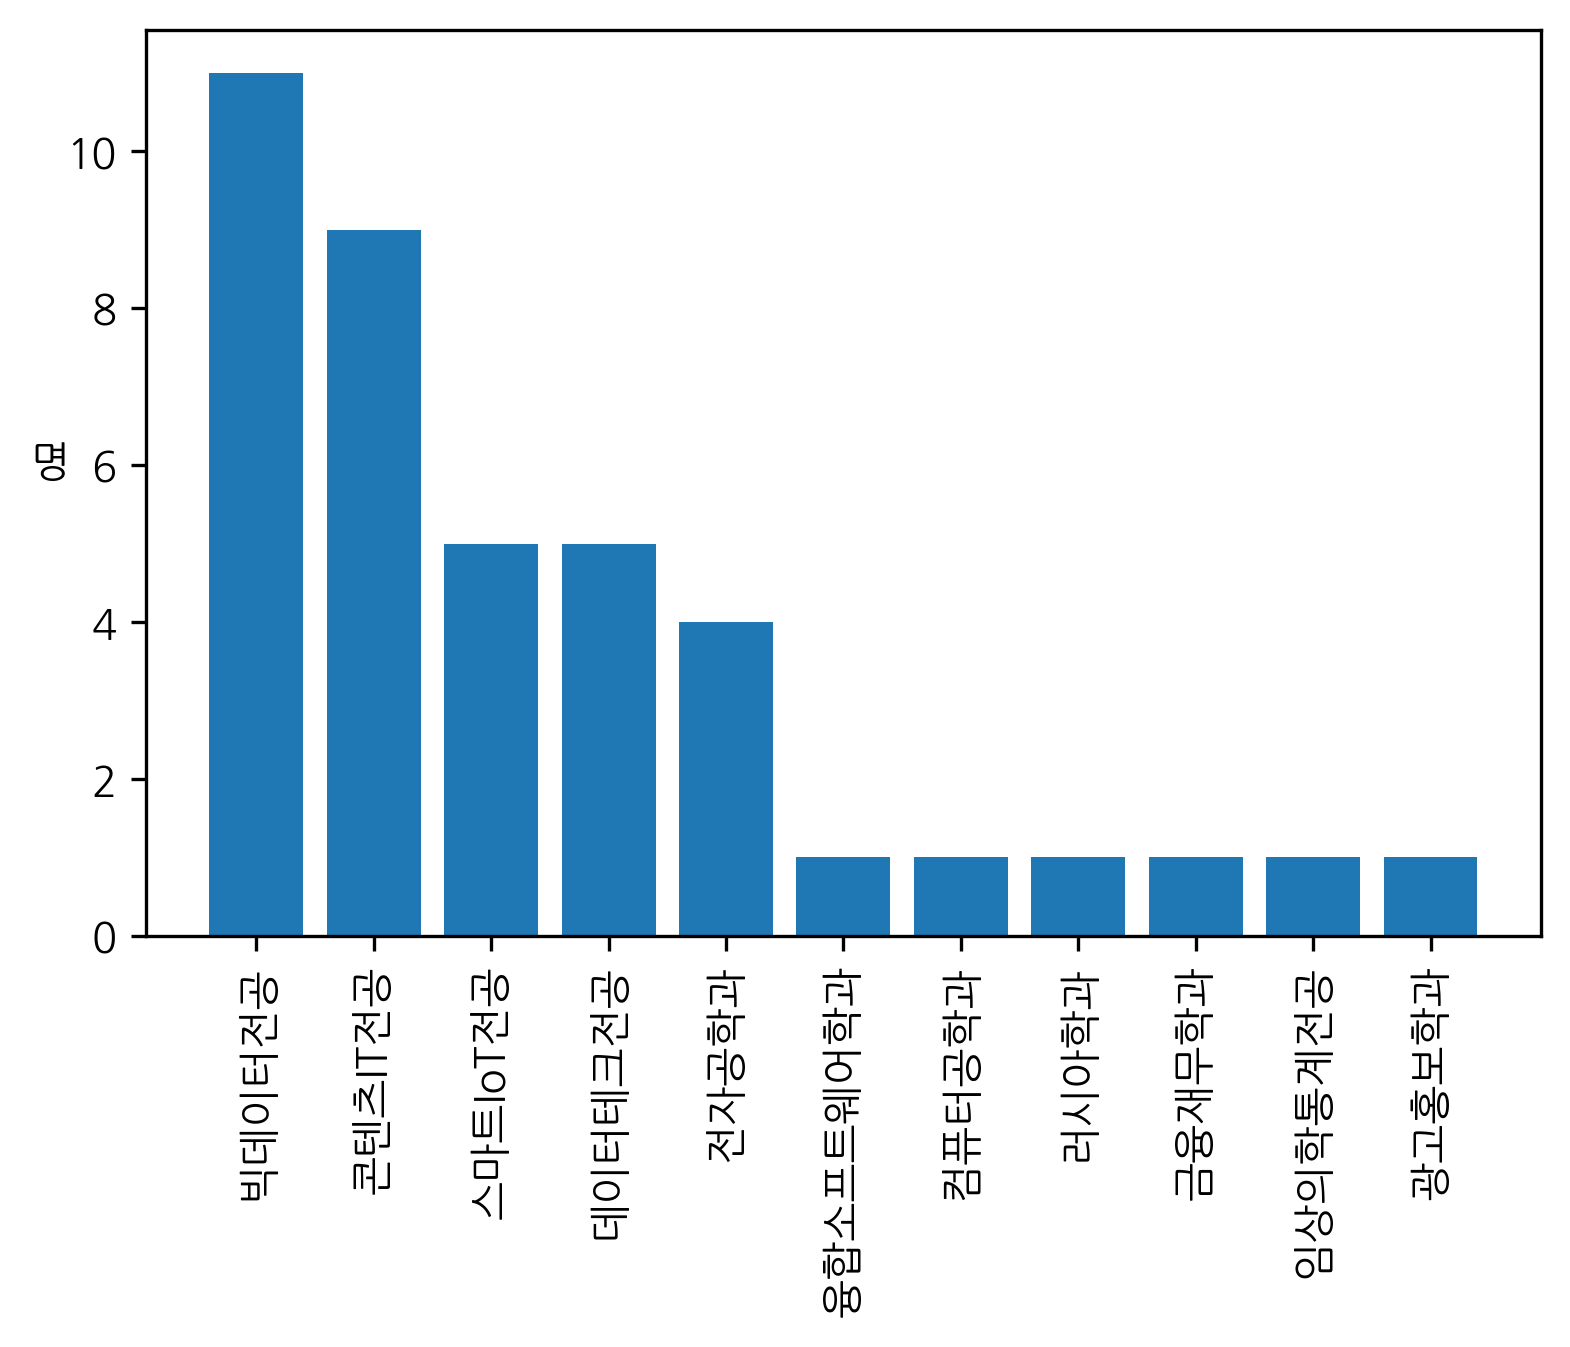 10
8
6
4
2
0
명
빅데이터전공
콘텐츠IT전공
스마트IoT전공
데이터테크전공
전자공학과
융합소프트웨어학과
컴퓨터공학과
러시아학과
금융재무학과
임상의학통계전공
광고홍보학과